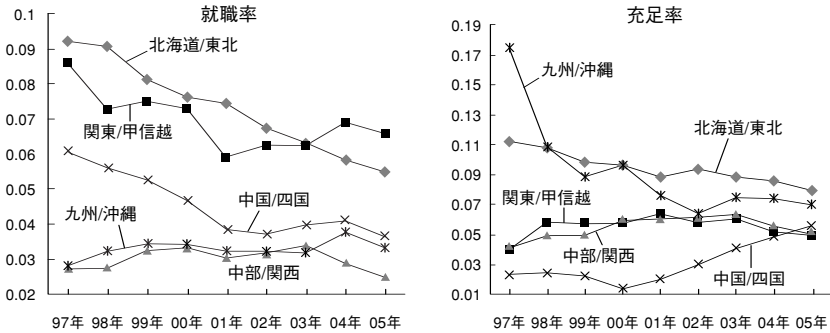 就職率
0.1
0.09
0.08
0.07
0.06
0.05
0.04
0.03
0.02
北海道/東北
関東/甲信越
中国/四国
九州/沖縄
中部/関西
97年 98年 99年 00年 01年 02年 03年 04年 05年
充足率
0.19
0.17
0.15
0.13
0.11
0.09
0.07
0.05
0.03
0.01
九州/沖縄
北海道/東北
関東/甲信越
中部/関西
中国/四国
97年 98年 99年 00年 01年 02年 03年 04年 05年